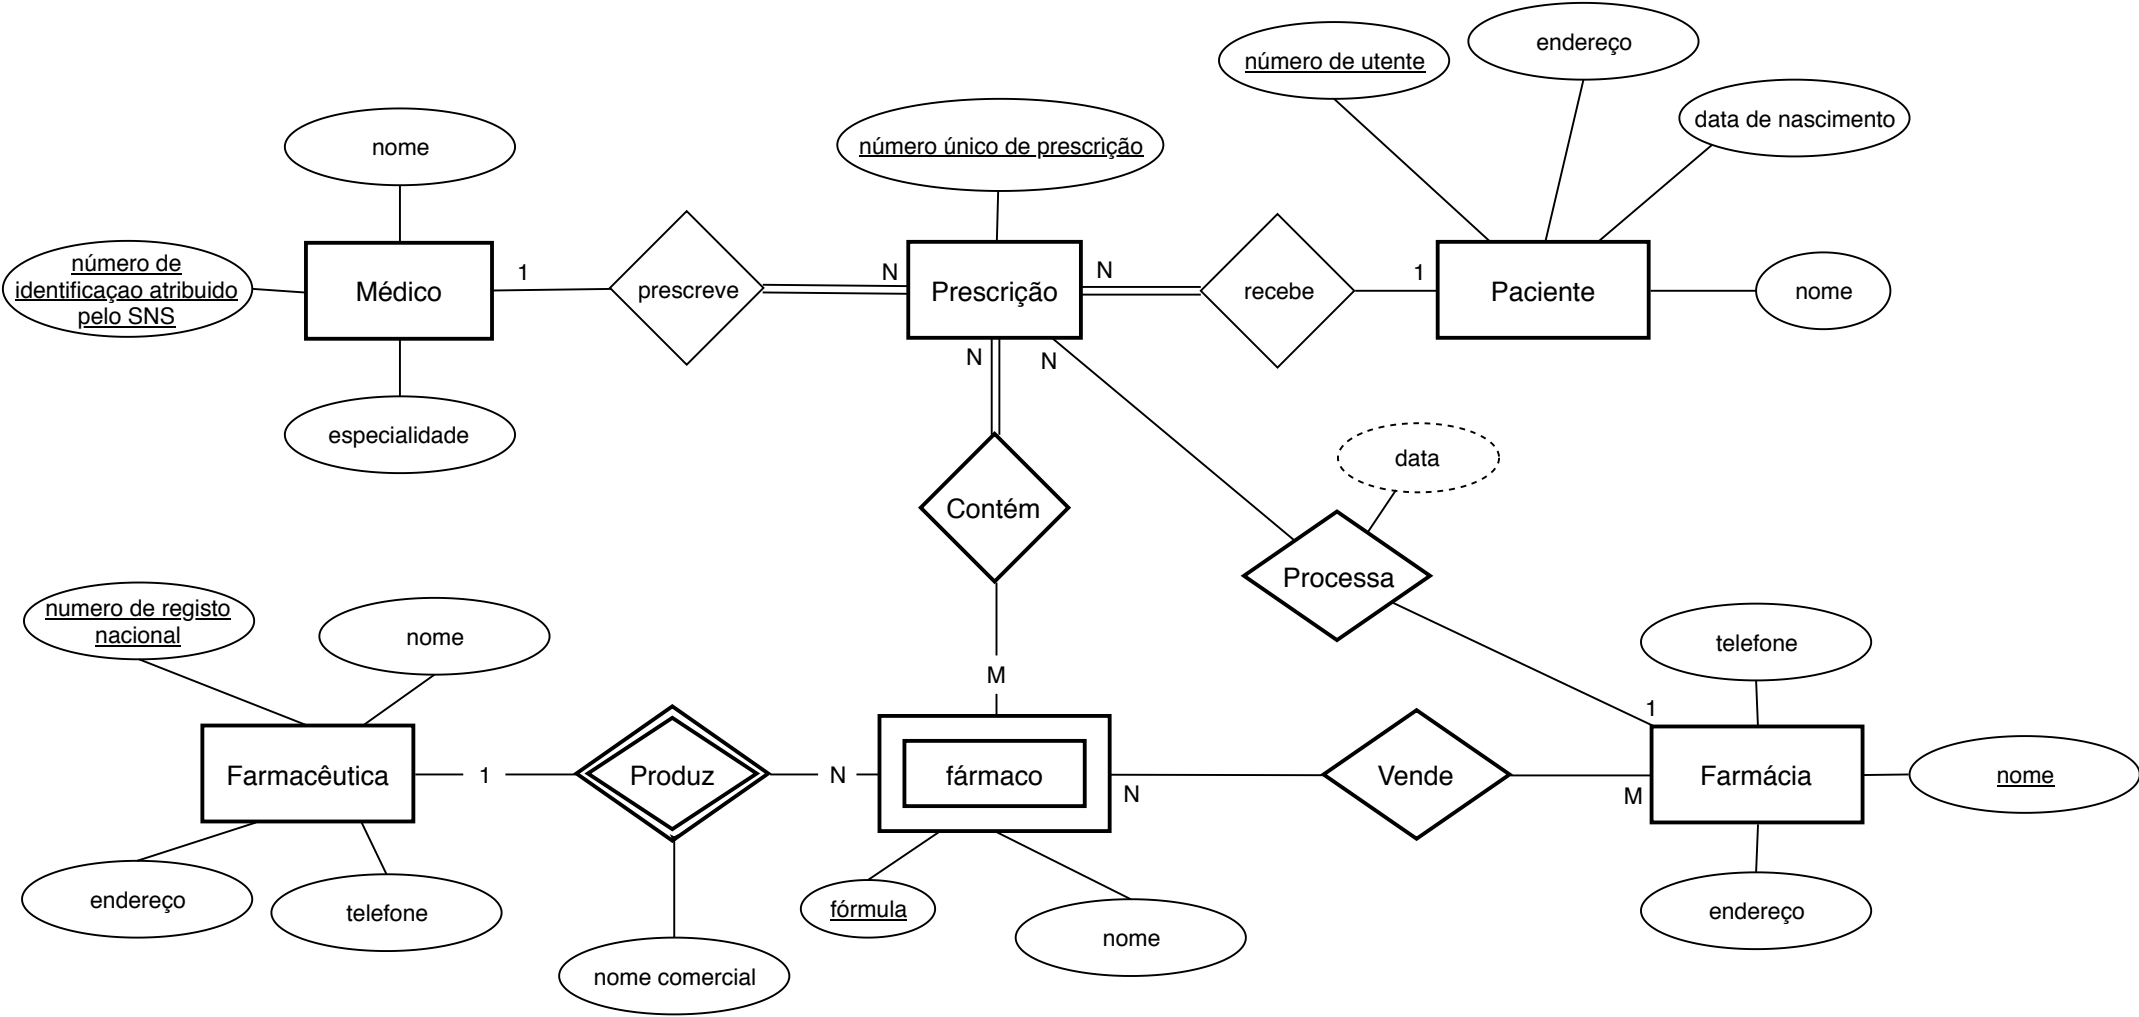 endereço
número de utente
data de nascimento
nome
número único de prescrição
número de
identificaçao atribuido
pelo SNS
Médico
1
prescreve
N
Prescrição
N
recebe
1
Paciente
nome
N
N
especialidade
data
Contém
Processa
numero de registo
nacional
nome
telefone
M
1
Farmacêutica
1
Produz
N
fármaco
N
Vende
M
Farmácia
nome
endereço
telefone
fórmula
nome
endereço
nome comercial